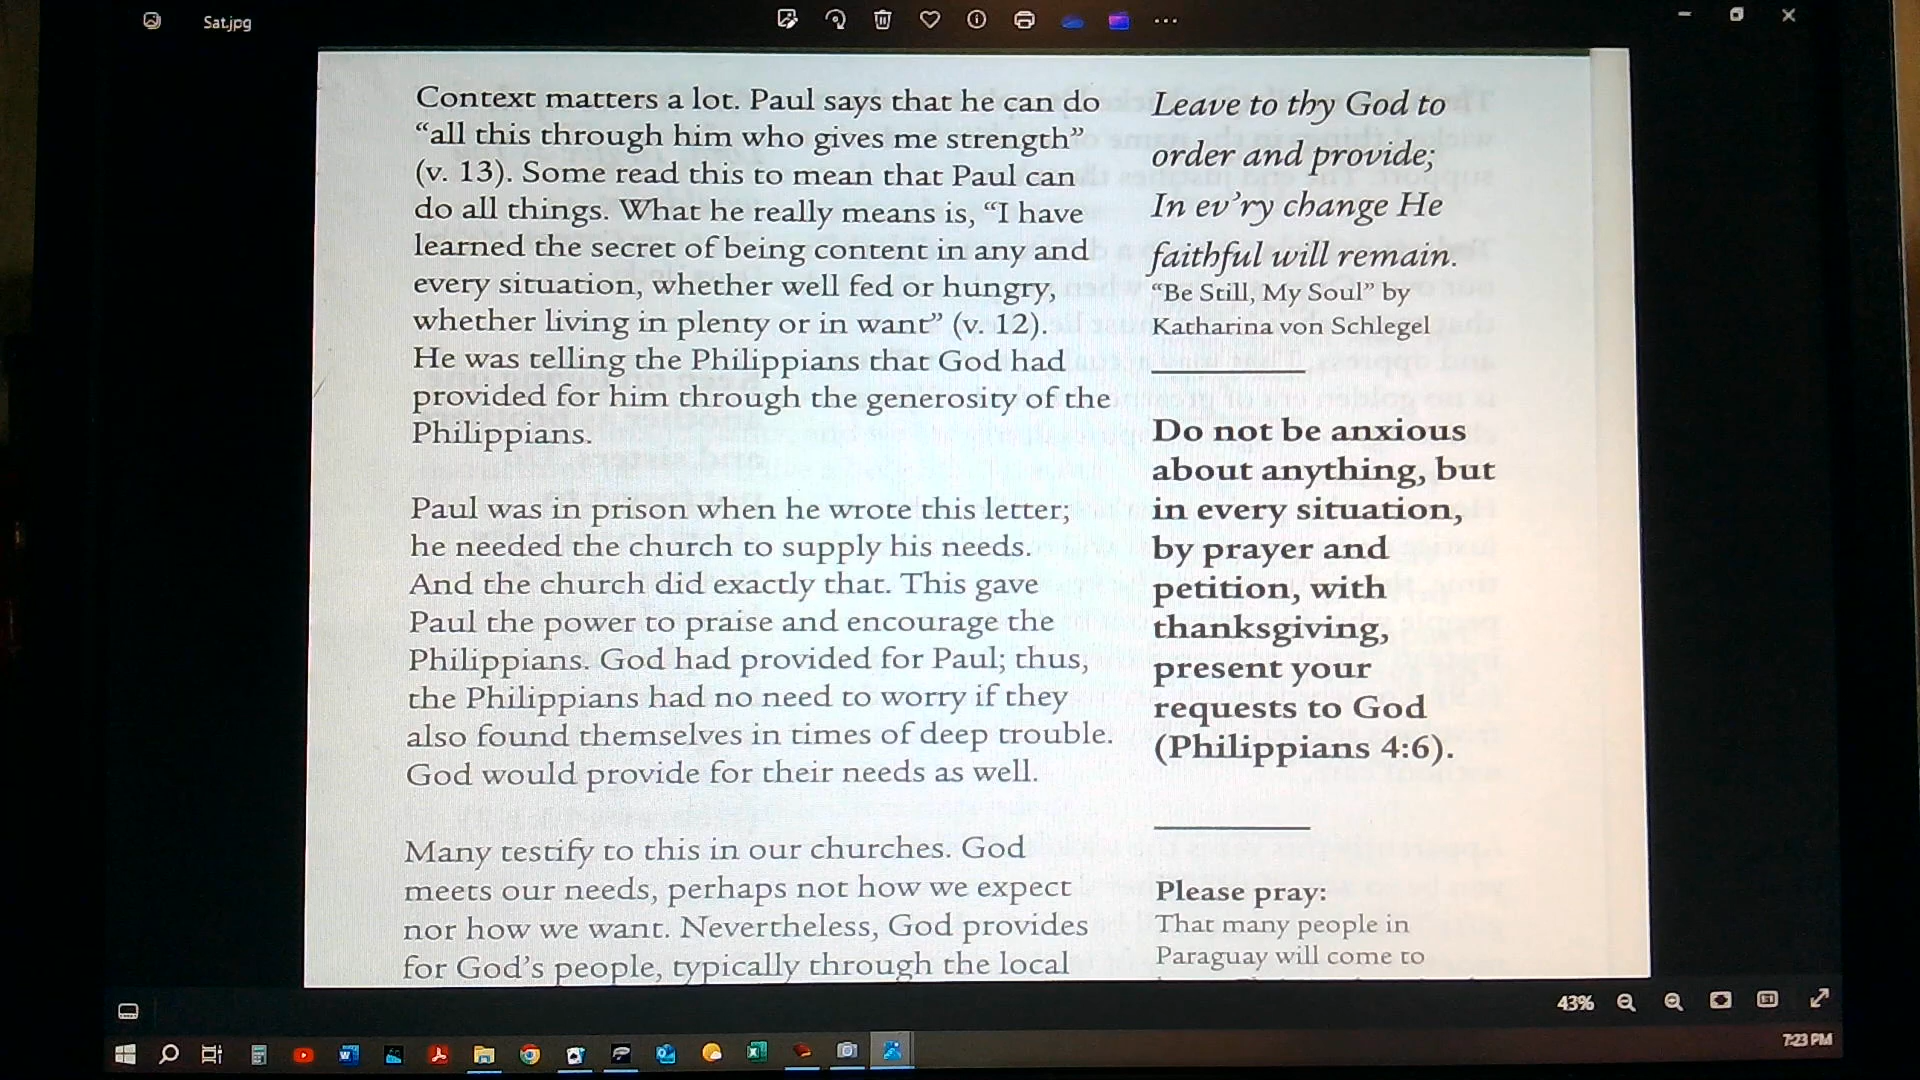 Sat.jpg
Context matters a lot. Paul says that he can do
“all this through him who gives me strength”
(v. 13). Some read this to mean that Paul can
do all things. What he really means is, “I have
learned the secret of being content in any and
every situation, whether well fed or hungry,
whether living in plenty or in want” (v. 12).
He was telling the Philippians that God had
provided for him through the generosity of the
Philippians.
Paul was in prison when he wrote this letter;
he needed the church to supply his needs.
And the church did exactly that. This gave
Paul the power to praise and encourage the
Philippians. God had provided for Paul; thus,
the Philippians had no need to worry if they
also found themselves in times of deep trouble.
God would provide for their needs as well.
Many testify to this in our churches. God
meets our needs, perhaps not how we expect
nor how we want. Nevertheless, God provides
for God’s people, typically through the local
Leave to thy God to
order and provide;
In ev’ry change He
faithful will remain.
“Be Still, My Soul” by
Katharina von Schlegel
Do not be anxious
about anything, but
in every situation,
by prayer and
petition, with
thanksgiving,
present your
requests to God
(Philippians 4:6).
Please pray:
That many people in
Paraguay will come to
43%
7:23 PM